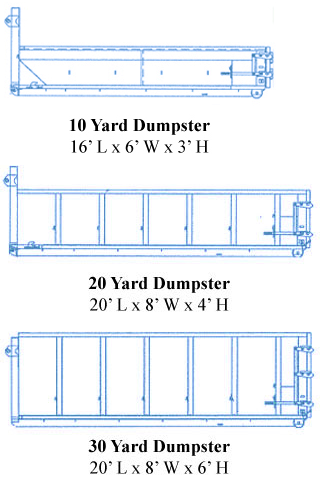 10 Yard Dumpster
16’ L x 6’ W x 3’ H
20 Yard Dumpster
20’ L x 8’ W x 4’ H
30 Yard Dumpster
20’ L x 8’ W x 6’ H